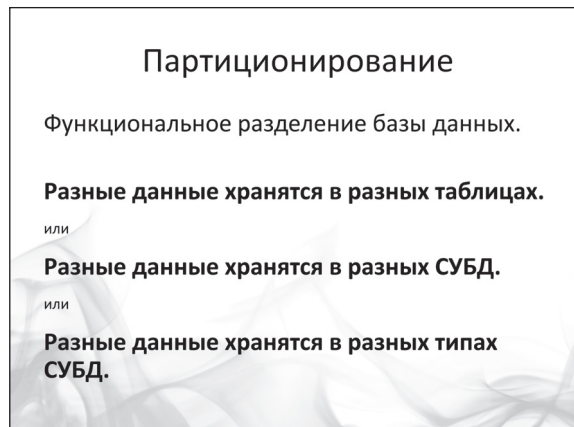 Партиционирование
Функциональное разделение базы данных.
Разные данные хранятся в разных таблицах.
или
Разные данные хранятся в разных СУБД.
или
Разные данные хранятся в разных типах
СУБД.